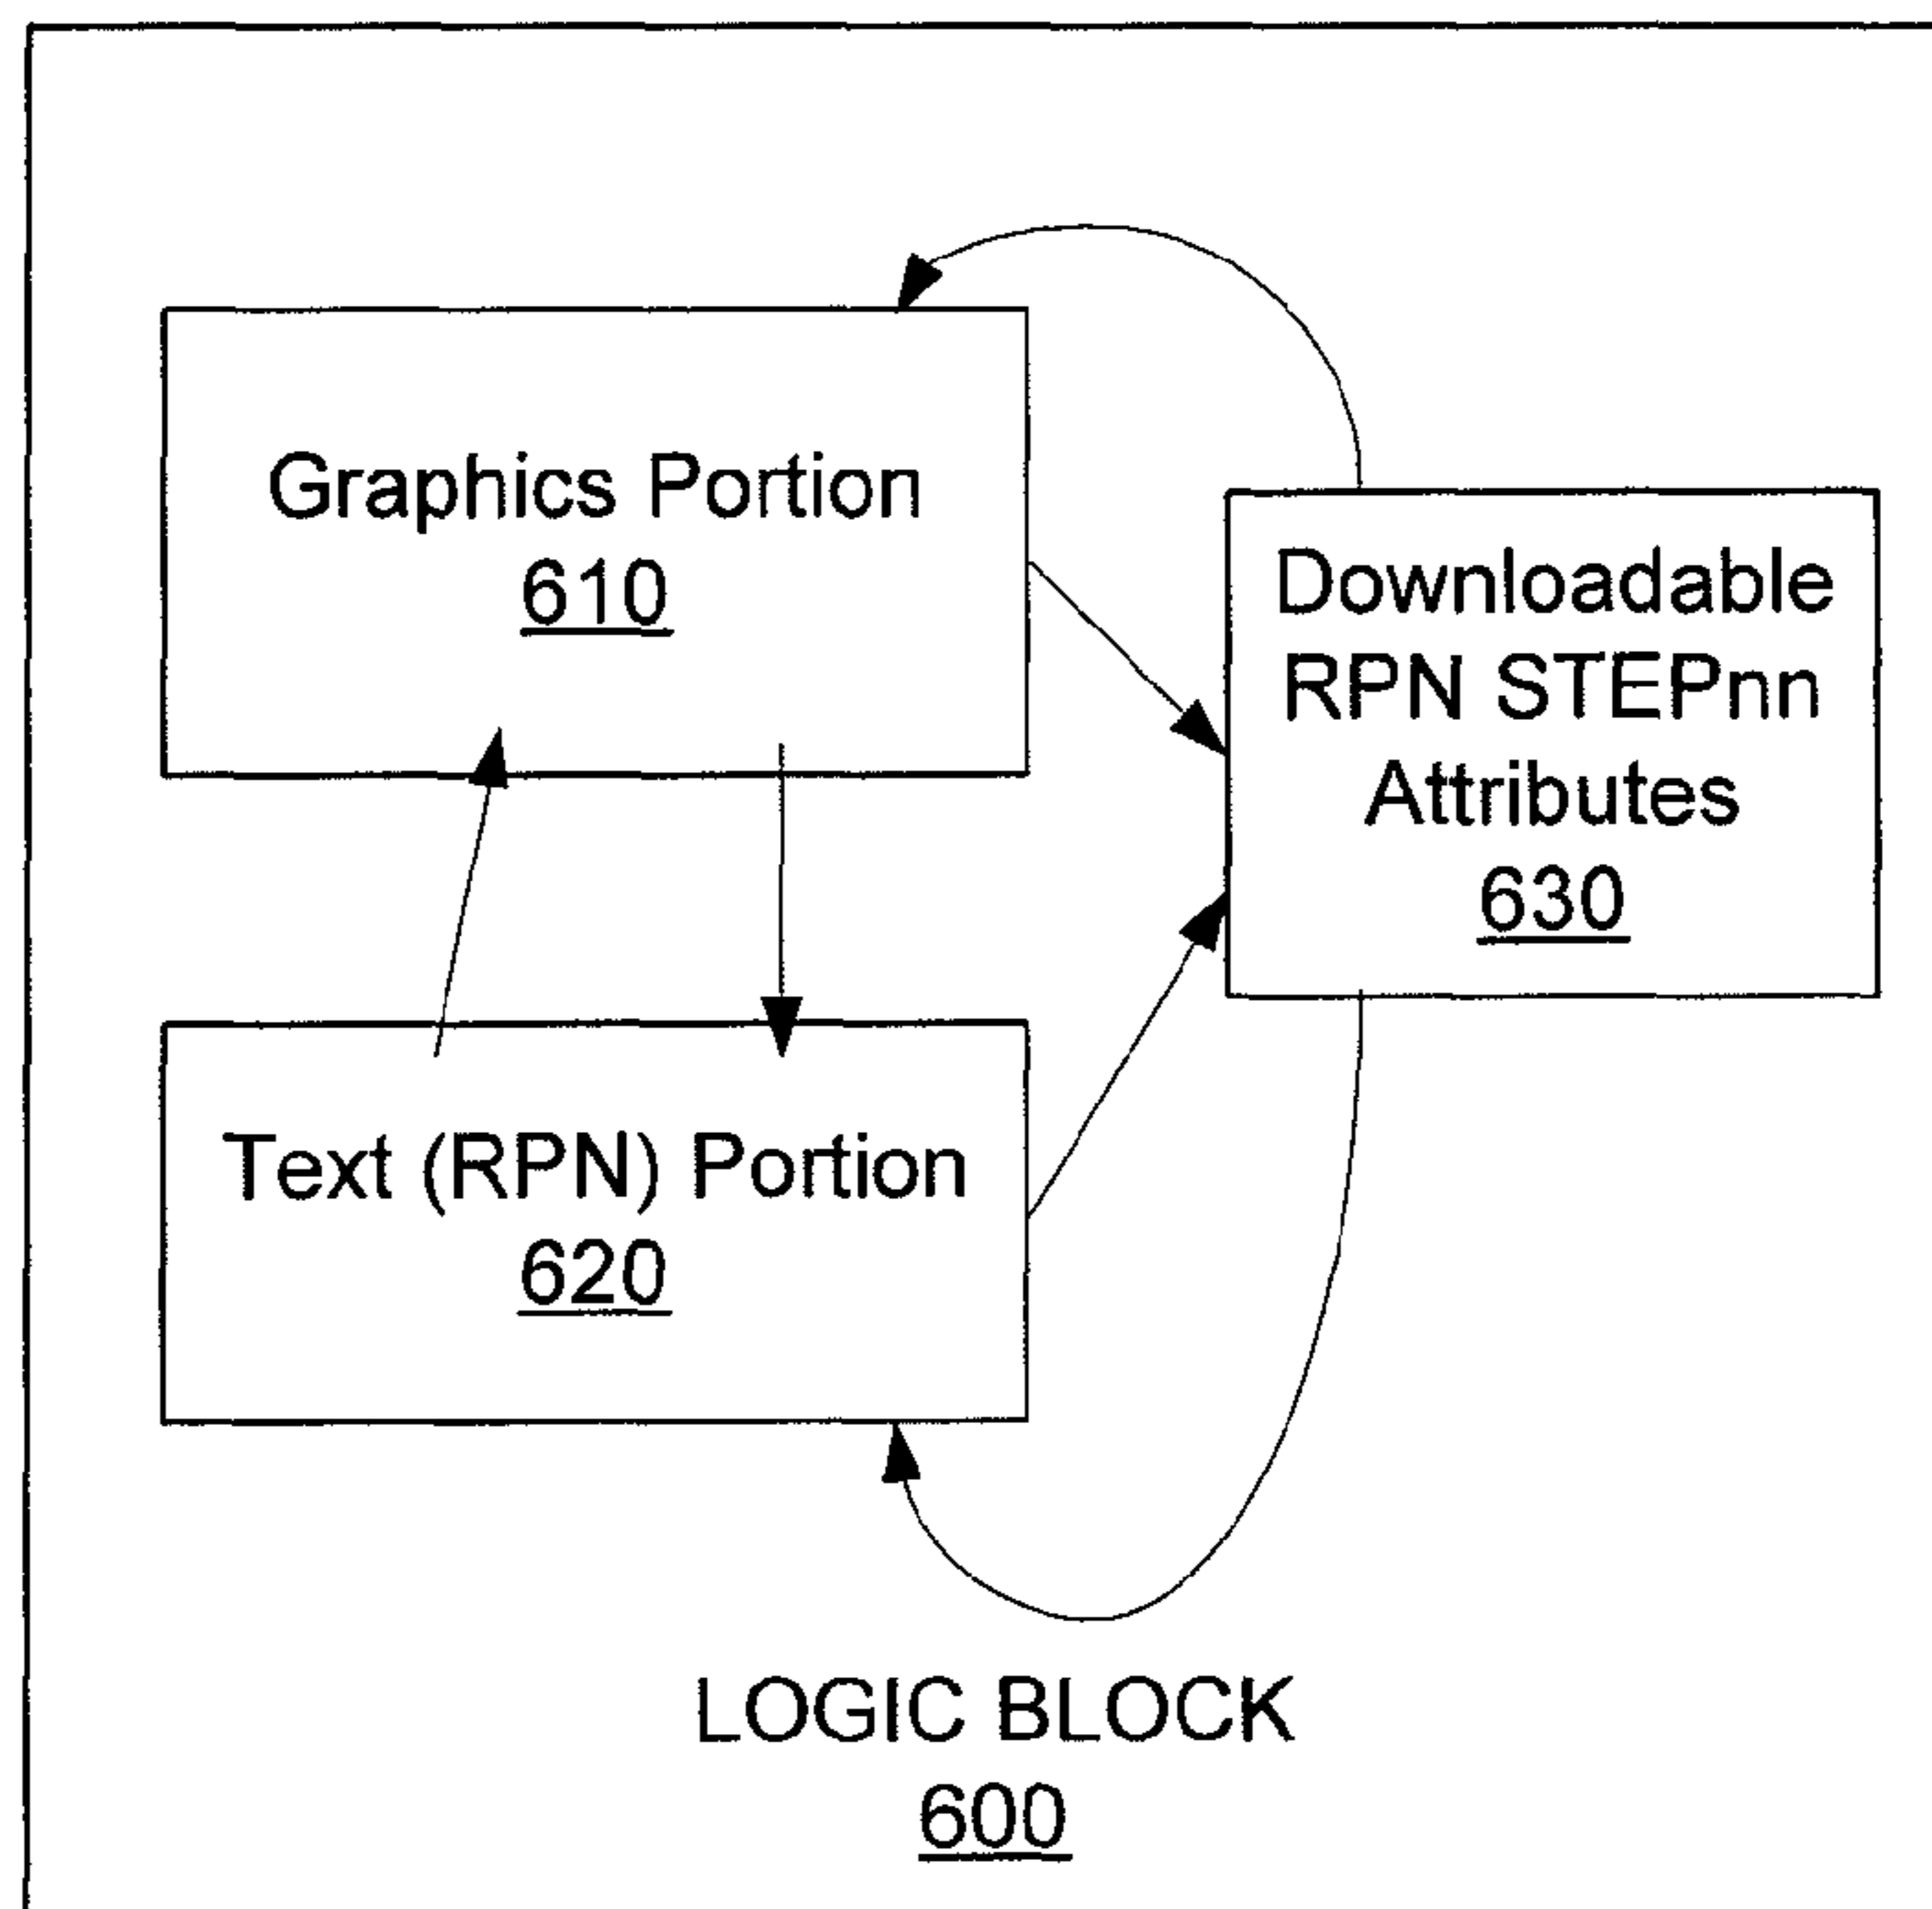 Graphics Portion
610
Downloadable
RPN STEPnn
Attributes
630
Text (RPN) Portion
620
LOGIC BLOCK
600